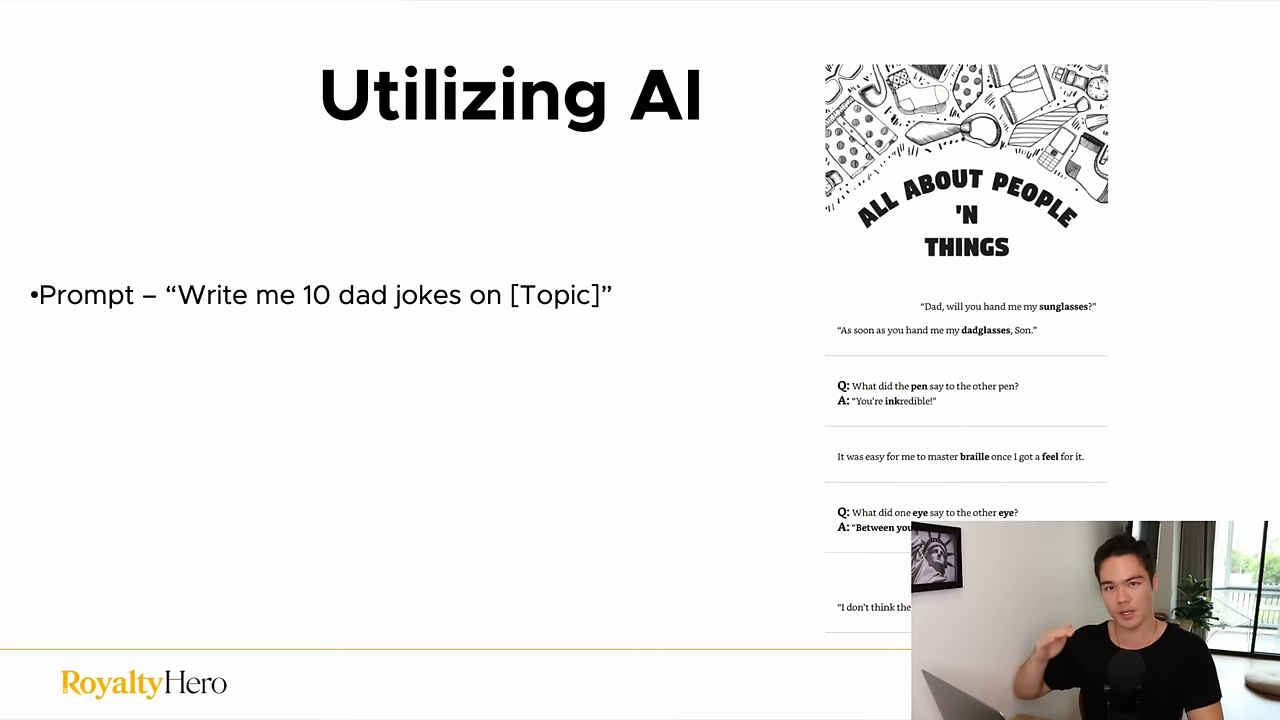 Utilizing AI
•Prompt – “Write me 10 dad jokes on [Topic]”
ALL ABOUT PEOPLE
'N
THINGS
“Dad, will you hand me my sunglasses?”
“As soon as you hand me my dadglasses, Son.”
Q: What did the pen say to the other pen?
A: “You're inkredible!”
It was easy for me to master braille once I got a feel for it.
Q: What did one eye say to the other eye?
A: “Between you
“I don't think the
RoyaltyHero